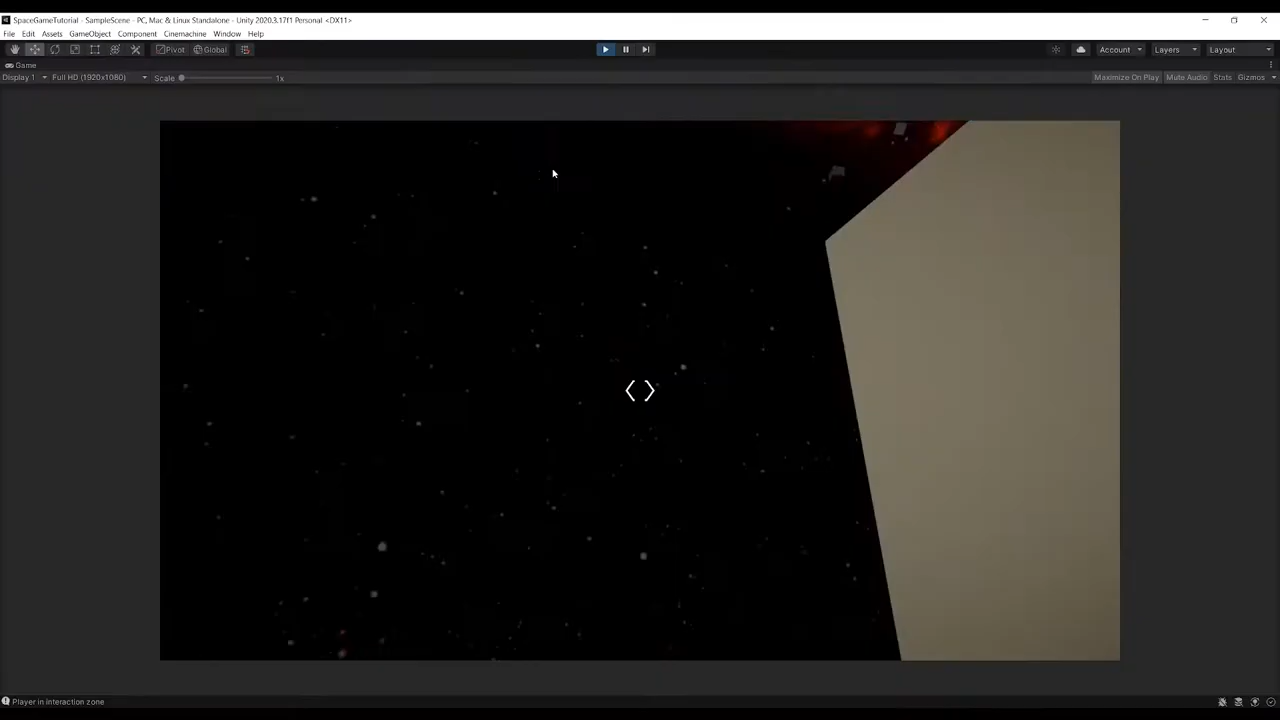 SpaceGameTutorial - SampleScene - PC, Mac & Linux Standalone - Unity 2020.3.17f1 Personal <DX11>
File Edit Assets GameObject Component Cinemachine Window Help
Pivot Global Account Layers Layout
Game
Display 1 Full HD (1920x1080) Scale 1x Maximize On Play Mute Audio Stats Gizmos
Player in interaction zone